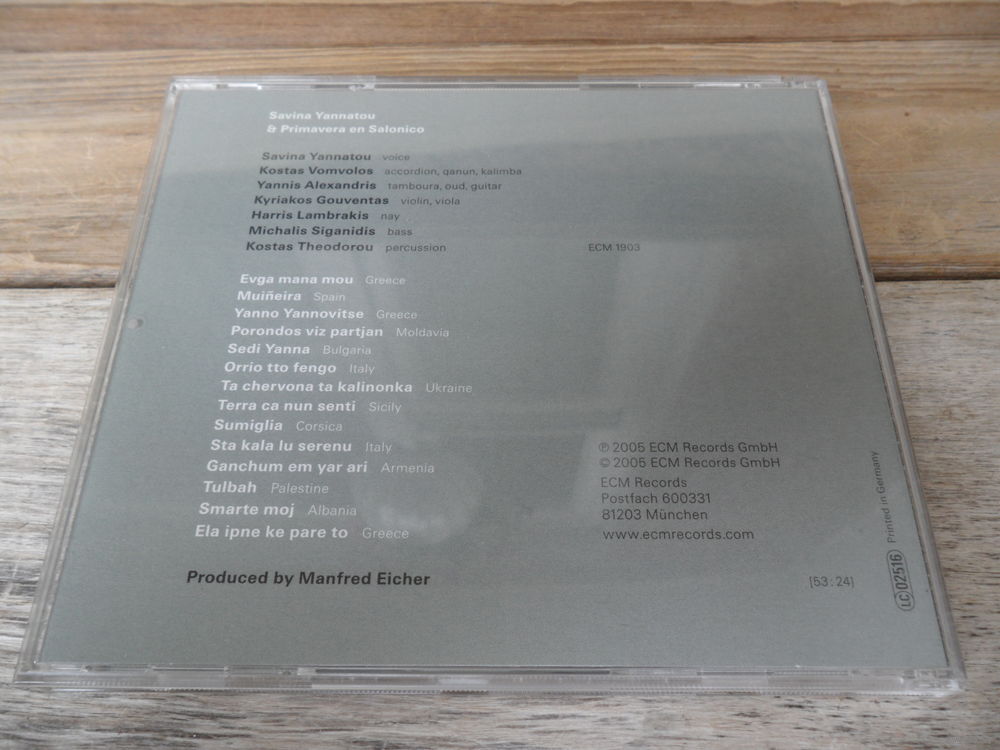 Savina Yannatou
& Primavera en Salonico
Savina Yannatou voice
Kostas Vomvolos accordion, qanun, kalimba
Yannis Alexandris tamboura, oud, guitar
Kyriakos Gouventas violin, viola
Harris Lambrakis nay
Michalis Siganidis bass
Kostas Theodorou percussion
ECM 1903
Evga mana mou Greece
Muiñeira Spain
Yanno Yannovitse Greece
Porondos viz partjan Moldavia
Sedi Yanna Bulgaria
Orrio tto fengo Italy
Ta chervona ta kalinonka Ukraine
Terra ca nun senti Sicily
Sumiglia Corsica
Sta kala lu serenu Italy
Ganchum em yar ari Armenia
Tulbah Palestine
Smarte moj Albania
Ela ipne ke pare to Greece
Produced by Manfred Eicher
℗ 2005 ECM Records GmbH
© 2005 ECM Records GmbH
ECM Records
Postfach 600331
81203 München
www.ecmrecords.com
[53:24]
LC 02516
Printed in Germany